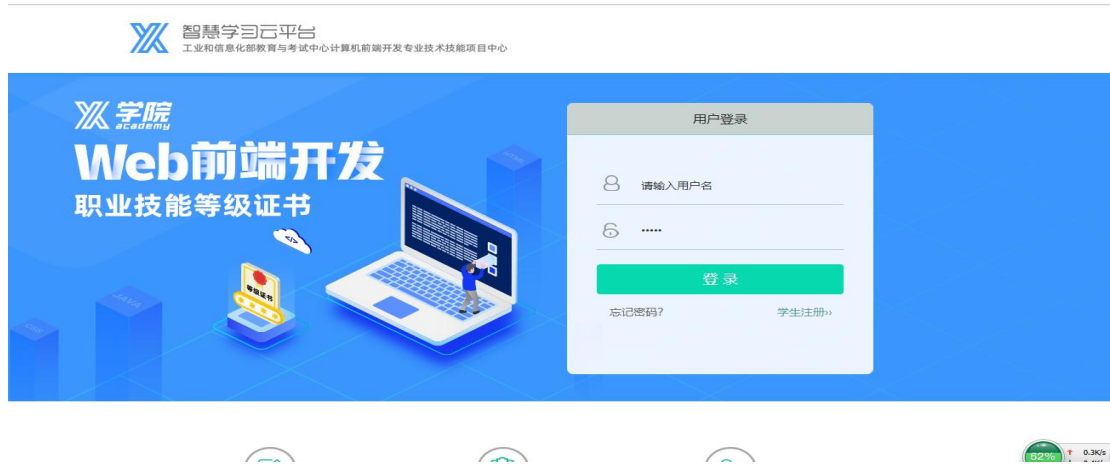 智慧学习云平台
工业和信息化部教育与考试中心计算机前端开发专业技术技能项目中心
学院
academy
Web前端开发
职业技能等级证书
</>
等级证书
JAVA
用户登录
请输入用户名
•••••
登录
忘记密码?
学生注册››
62%
0.3K/s